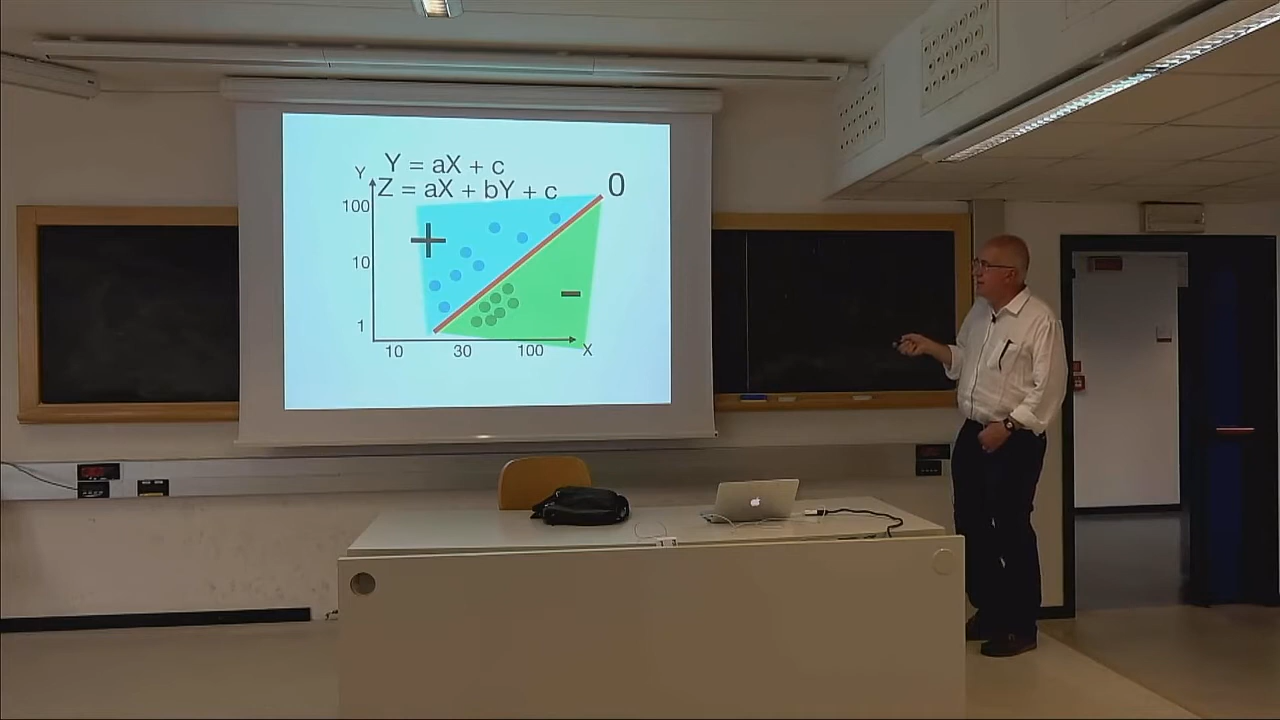 Y = aX + c
Y
Z = aX + bY + c
0
100
+
10
-
1
10 30 100 X